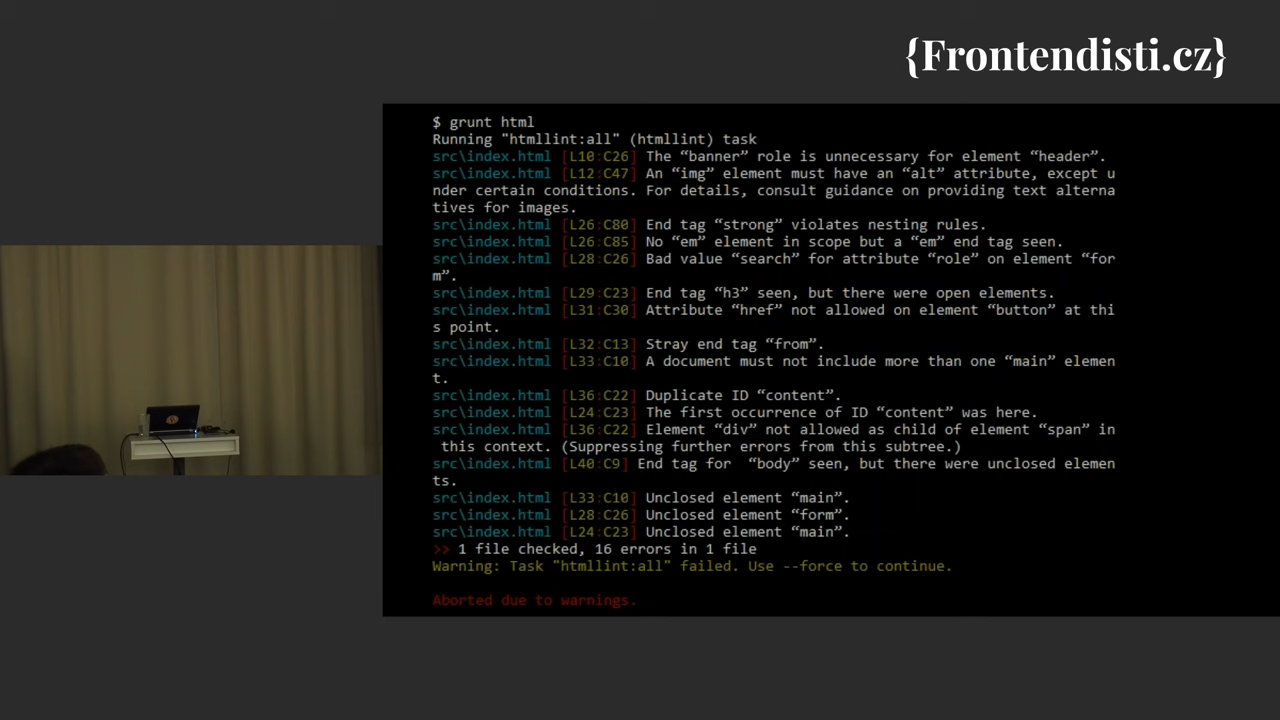 {Frontendisti.cz}
$ grunt html
Running "htmllint:all" (htmllint) task
src\index.html [L10:C26] The “banner” role is unnecessary for element “header”.
src\index.html [L12:C47] An “img” element must have an “alt” attribute, except u
nder certain conditions. For details, consult guidance on providing text alterna
tives for images.
src\index.html [L26:C80] End tag “strong” violates nesting rules.
src\index.html [L26:C85] No “em” element in scope but a “em” end tag seen.
src\index.html [L28:C26] Bad value “search” for attribute “role” on element “for
m”.
src\index.html [L29:C23] End tag “h3” seen, but there were open elements.
src\index.html [L31:C30] Attribute “href” not allowed on element “button” at thi
s point.
src\index.html [L32:C13] Stray end tag “from”.
src\index.html [L33:C10] A document must not include more than one “main” elemen
t.
src\index.html [L36:C22] Duplicate ID “content”.
src\index.html [L24:C23] The first occurrence of ID “content” was here.
src\index.html [L36:C22] Element “div” not allowed as child of element “span” in
this context. (Suppressing further errors from this subtree.)
src\index.html [L40:C9] End tag for  “body” seen, but there were unclosed elemen
ts.
src\index.html [L33:C10] Unclosed element “main”.
src\index.html [L28:C26] Unclosed element “form”.
src\index.html [L24:C23] Unclosed element “main”.
>> 1 file checked, 16 errors in 1 file
Warning: Task "htmllint:all" failed. Use --force to continue.
Aborted due to warnings.